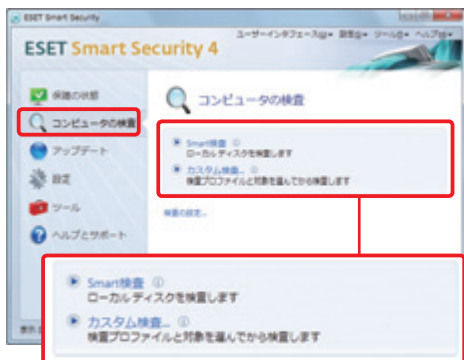 ESET Smart Security
ESET Smart Security 4
ユーザーインタフェース(U)▾ 設定(S)▾ ツール(O)▾ ヘルプ(H)▾
保護の状態
コンピュータの検査
アップデート
設定
ツール
ヘルプとサポート
コンピュータの検査
Smart検査
ローカルディスクを検査します
カスタム検査...
検査プロファイルと対象を選んでから検査します
検査の設定...
Smart検査
ローカルディスクを検査します
カスタム検査...
検査プロファイルと対象を選んでから検査します